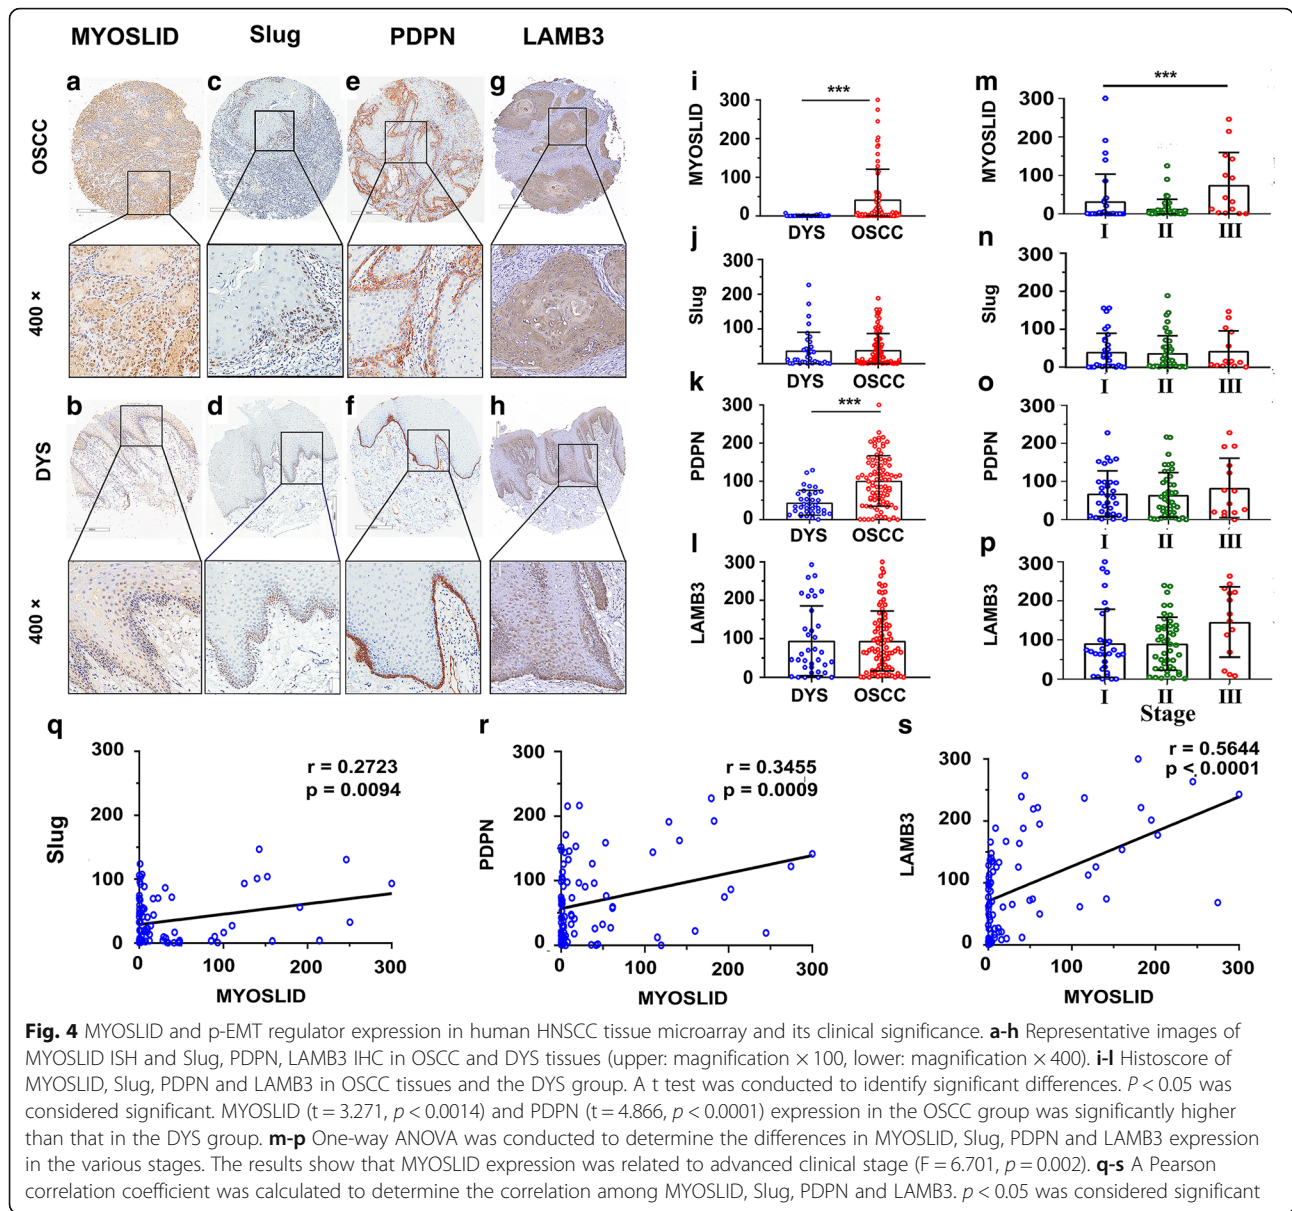 MYOSLID Slug PDPN LAMB3
a c e g
OSCC
400 ×
b d f h
DYS
400 ×
i
MYOSLID
300
200
100
0
***
DYS OSCC
j
Slug
300
200
100
0
DYS OSCC
k
PDPN
300
200
100
0
***
DYS OSCC
l
LAMB3
300
200
100
0
DYS OSCC
m
MYOSLID
300
200
100
0
***
I II III
n
Slug
300
200
100
0
I II III
o
PDPN
300
200
100
0
I II III
p
LAMB3
300
200
100
0
I II III
Stage
q
Slug
300
200
100
0
r = 0.2723
p = 0.0094
0 100 200 300
MYOSLID
r
PDPN
300
200
100
0
r = 0.3455
p = 0.0009
0 100 200 300
MYOSLID
s
LAMB3
300
200
100
0
r = 0.5644
p < 0.0001
0 100 200 300
MYOSLID
Fig. 4 MYOSLID and p-EMT regulator expression in human HNSCC tissue microarray and its clinical significance. a-h Representative images of
MYOSLID ISH and Slug, PDPN, LAMB3 IHC in OSCC and DYS tissues (upper: magnification × 100, lower: magnification × 400). i-l Histoscore of
MYOSLID, Slug, PDPN and LAMB3 in OSCC tissues and the DYS group. A t test was conducted to identify significant differences. P < 0.05 was
considered significant. MYOSLID (t = 3.271, p < 0.0014) and PDPN (t = 4.866, p < 0.0001) expression in the OSCC group was significantly higher
than that in the DYS group. m-p One-way ANOVA was conducted to determine the differences in MYOSLID, Slug, PDPN and LAMB3 expression
in the various stages. The results show that MYOSLID expression was related to advanced clinical stage (F = 6.701, p = 0.002). q-s A Pearson
correlation coefficient was calculated to determine the correlation among MYOSLID, Slug, PDPN and LAMB3. p < 0.05 was considered significant